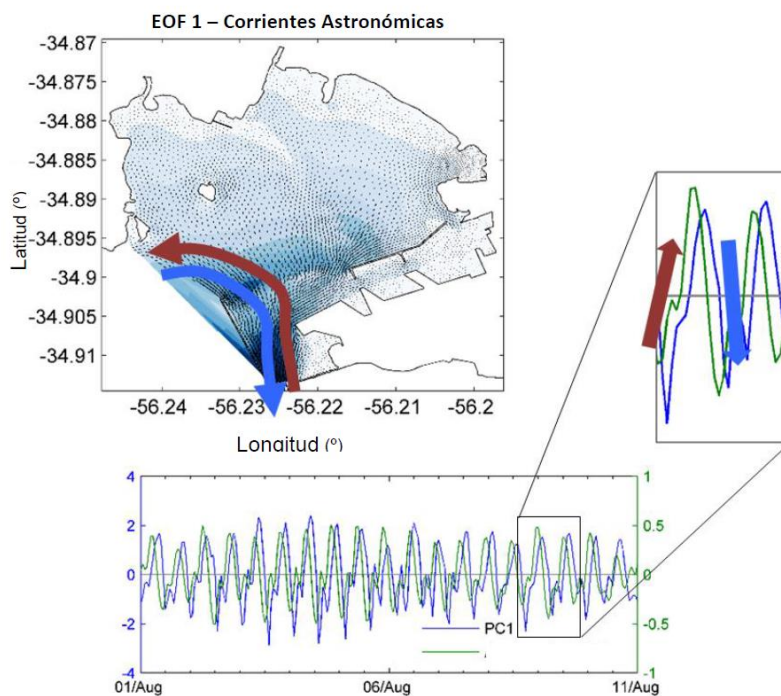 EOF 1 – Corrientes Astronómicas
-34.87
-34.875
-34.88
-34.885
-34.89
-34.895
-34.9
-34.905
-34.91
Latitud (º)
-56.24 -56.23 -56.22 -56.21 -56.2
Longitud (º)
4 1
2 0.5
0 0
-2 -0.5
-4 -1
PC1
01/Aug 06/Aug 11/Aug